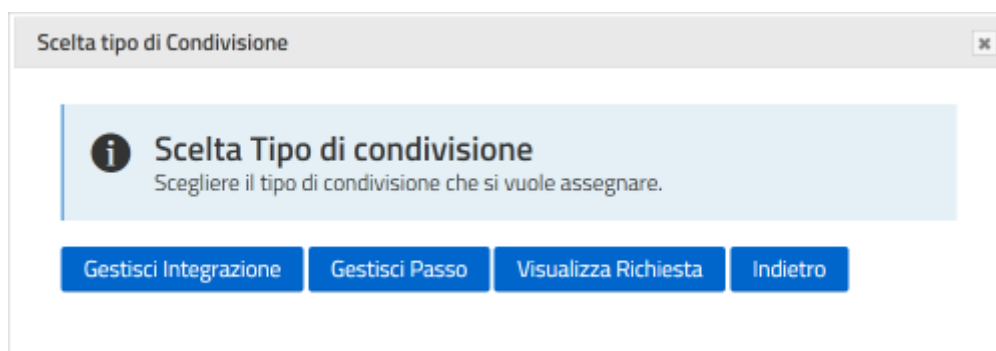 Scelta tipo di Condivisione
Scelta Tipo di condivisione
Scegliere il tipo di condivisione che si vuole assegnare.
Gestisci Integrazione Gestisci Passo Visualizza Richiesta Indietro